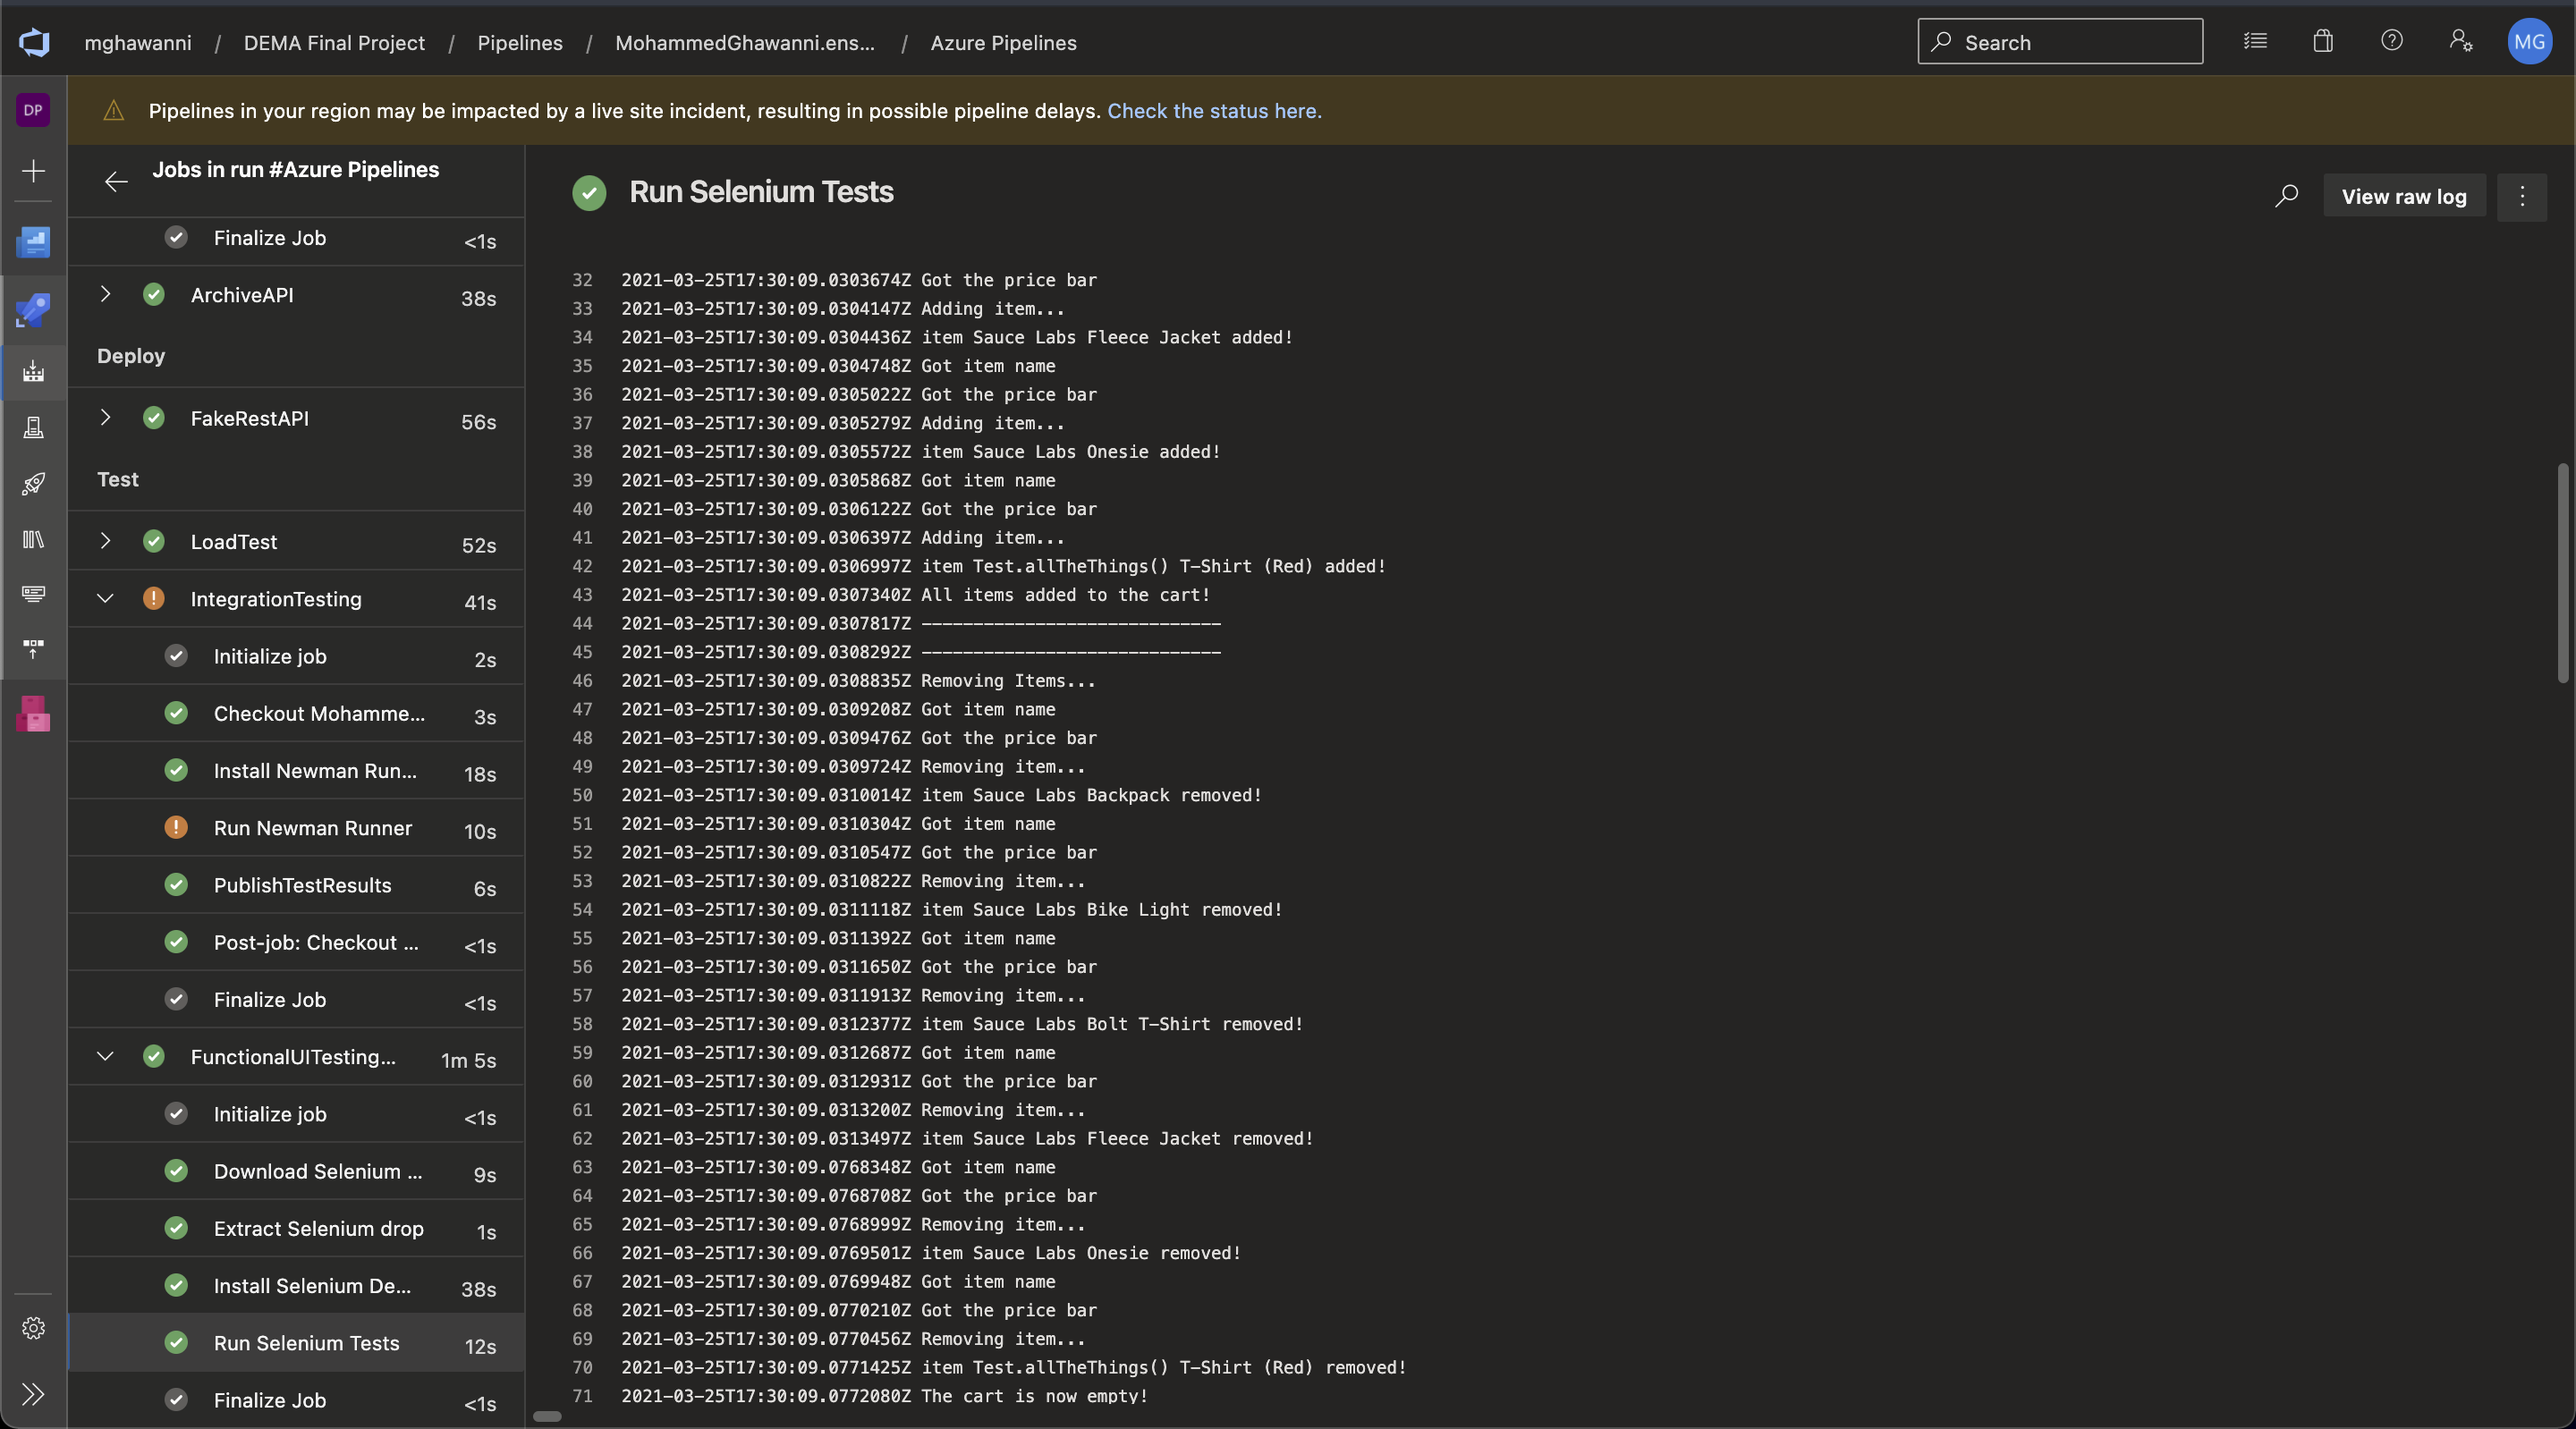 mghawanni / DEMA Final Project / Pipelines / MohammedGhawanni.ens... / Azure Pipelines
Search
MG
DP
Pipelines in your region may be impacted by a live site incident, resulting in possible pipeline delays. Check the status here.
Jobs in run #Azure Pipelines
Finalize Job <1s
ArchiveAPI 38s
Deploy
FakeRestAPI 56s
Test
LoadTest 52s
IntegrationTesting 41s
Initialize job 2s
Checkout Mohamme... 3s
Install Newman Run... 18s
Run Newman Runner 10s
PublishTestResults 6s
Post-job: Checkout ... <1s
Finalize Job <1s
FunctionalUITesting... 1m 5s
Initialize job <1s
Download Selenium ... 9s
Extract Selenium drop 1s
Install Selenium De... 38s
Run Selenium Tests 12s
Finalize Job <1s
Run Selenium Tests
View raw log
32 2021-03-25T17:30:09.0303674Z Got the price bar
33 2021-03-25T17:30:09.0304147Z Adding item...
34 2021-03-25T17:30:09.0304436Z item Sauce Labs Fleece Jacket added!
35 2021-03-25T17:30:09.0304748Z Got item name
36 2021-03-25T17:30:09.0305022Z Got the price bar
37 2021-03-25T17:30:09.0305279Z Adding item...
38 2021-03-25T17:30:09.0305572Z item Sauce Labs Onesie added!
39 2021-03-25T17:30:09.0305868Z Got item name
40 2021-03-25T17:30:09.0306122Z Got the price bar
41 2021-03-25T17:30:09.0306397Z Adding item...
42 2021-03-25T17:30:09.0306997Z item Test.allTheThings() T-Shirt (Red) added!
43 2021-03-25T17:30:09.0307340Z All items added to the cart!
44 2021-03-25T17:30:09.0307817Z -----------------------------
45 2021-03-25T17:30:09.0308292Z -----------------------------
46 2021-03-25T17:30:09.0308835Z Removing Items...
47 2021-03-25T17:30:09.0309208Z Got item name
48 2021-03-25T17:30:09.0309476Z Got the price bar
49 2021-03-25T17:30:09.0309724Z Removing item...
50 2021-03-25T17:30:09.0310014Z item Sauce Labs Backpack removed!
51 2021-03-25T17:30:09.0310304Z Got item name
52 2021-03-25T17:30:09.0310547Z Got the price bar
53 2021-03-25T17:30:09.0310822Z Removing item...
54 2021-03-25T17:30:09.0311118Z item Sauce Labs Bike Light removed!
55 2021-03-25T17:30:09.0311392Z Got item name
56 2021-03-25T17:30:09.0311650Z Got the price bar
57 2021-03-25T17:30:09.0311913Z Removing item...
58 2021-03-25T17:30:09.0312377Z item Sauce Labs Bolt T-Shirt removed!
59 2021-03-25T17:30:09.0312687Z Got item name
60 2021-03-25T17:30:09.0312931Z Got the price bar
61 2021-03-25T17:30:09.0313200Z Removing item...
62 2021-03-25T17:30:09.0313497Z item Sauce Labs Fleece Jacket removed!
63 2021-03-25T17:30:09.0768348Z Got item name
64 2021-03-25T17:30:09.0768708Z Got the price bar
65 2021-03-25T17:30:09.0768999Z Removing item...
66 2021-03-25T17:30:09.0769501Z item Sauce Labs Onesie removed!
67 2021-03-25T17:30:09.0769948Z Got item name
68 2021-03-25T17:30:09.0770210Z Got the price bar
69 2021-03-25T17:30:09.0770456Z Removing item...
70 2021-03-25T17:30:09.0771425Z item Test.allTheThings() T-Shirt (Red) removed!
71 2021-03-25T17:30:09.0772080Z The cart is now empty!